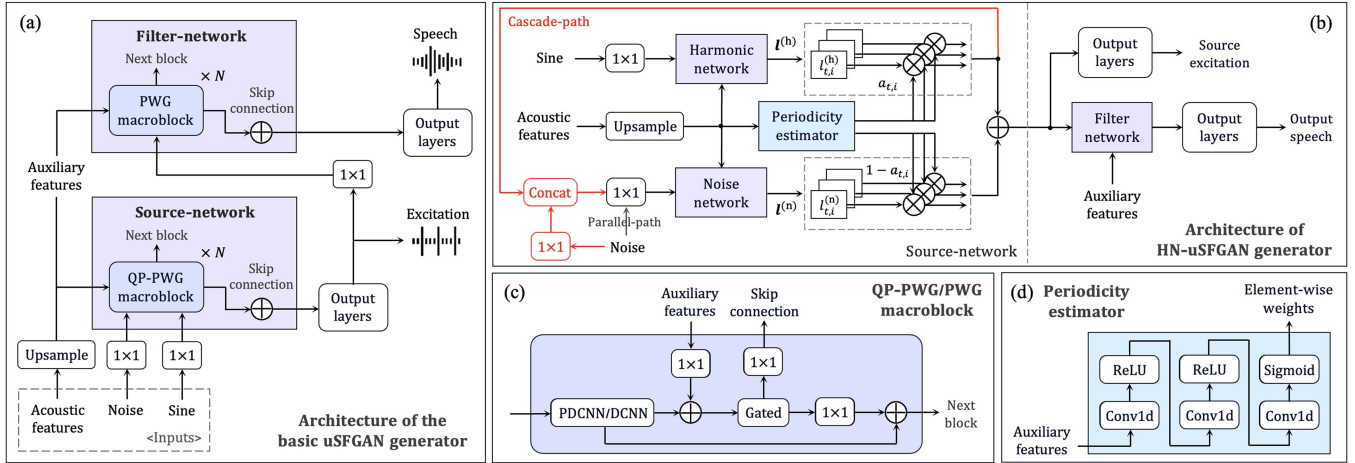 (a)
Filter-network
Next block
× N
PWG
macroblock
Skip
connection
Speech
Output
layers
Auxiliary
features
1×1
Source-network
Next block
× N
QP-PWG
macroblock
Skip
connection
Excitation
Output
layers
Upsample
1×1
1×1
Acoustic
features
Noise
Sine
<Inputs>
Architecture of the
basic uSFGAN generator
(b)
Cascade-path
Sine
1×1
Harmonic
network
l^(h)
l_{t,i}^(h)
a_{t,i}
Acoustic
features
Upsample
Periodicity
estimator
Concat
1×1
Noise
network
l^(n)
1 − a_{t,i}
l_{t,i}^(n)
Parallel-path
1×1
Noise
Source-network
Output
layers
Source
excitation
Filter
network
Output
layers
Output
speech
Auxiliary
features
Architecture of
HN-uSFGAN generator
(c)
QP-PWG/PWG
macroblock
Auxiliary
features
Skip
connection
1×1
1×1
PDCNN/DCNN
Gated
1×1
Next
block
(d)
Periodicity
estimator
Element-wise
weights
ReLU
ReLU
Sigmoid
Conv1d
Conv1d
Conv1d
Auxiliary
features